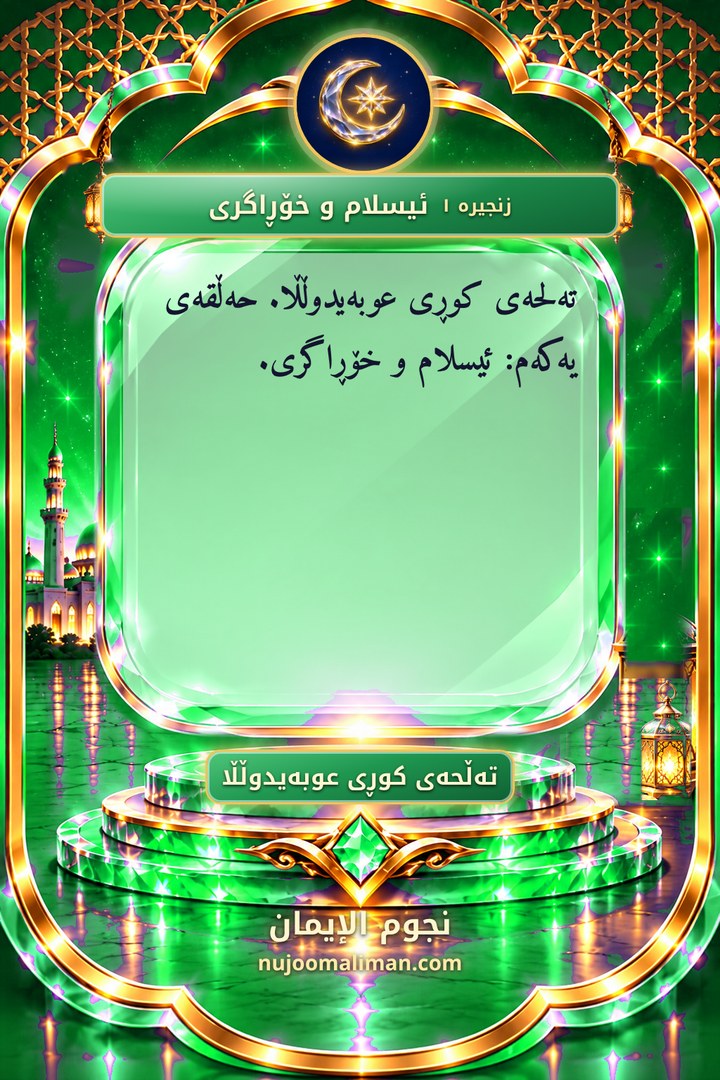 زنجیرە ١ ئیسلام و خۆڕاگری
تەلحەی کوڕی عوبەیدوڵڵا. حەڵقەی
یەکەم: ئیسلام و خۆڕاگری.
تەڵحەی کوڕی عوبەیدوڵڵا
نجوم الإيمان
nujoomaliman.com